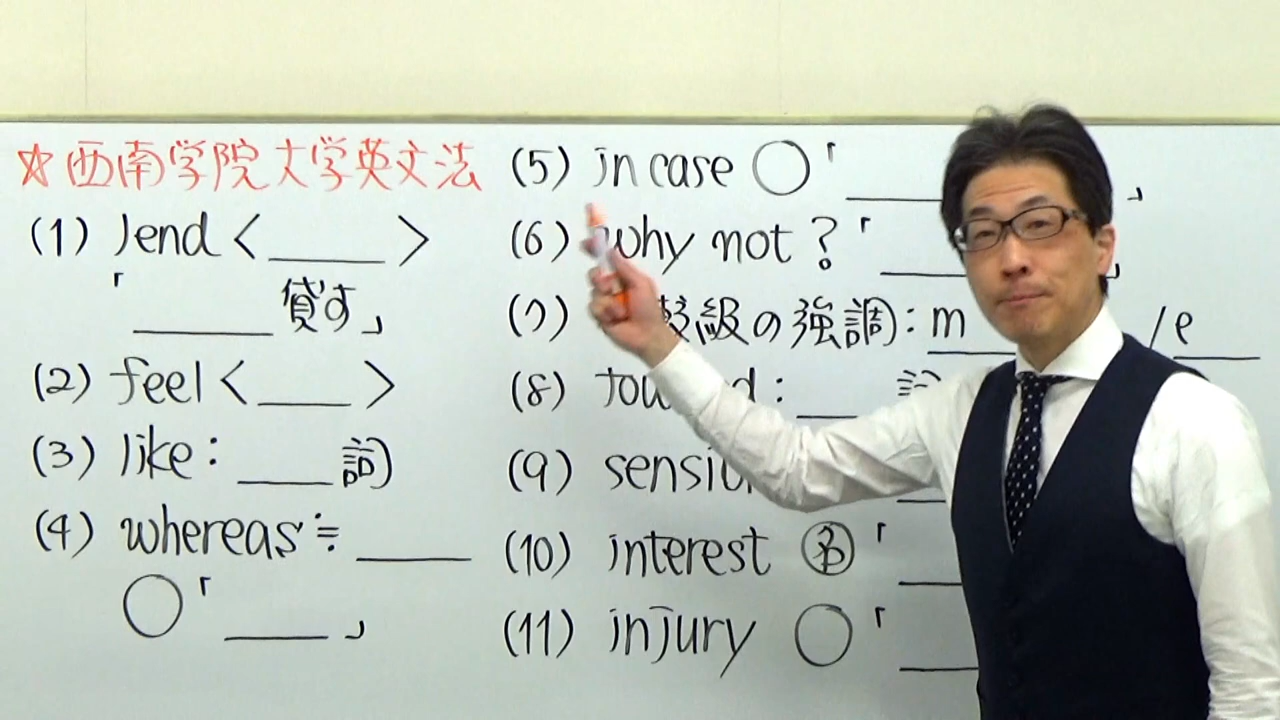 ☆西南学院大学英文法
(1) lend < ____ >
「 ____ 貸す」
(2) feel < ____ >
(3) like : ____ 詞
(4) whereas ≒ ____
○「 ____ 」
(5) in case ○「 ____ 」
(6) why not ?「 ____ 」
(7) 級の強調 : m ____ / e ____
(8) : ____
(9)
(10) interest 名「 ____
(11) injury ○「 ____